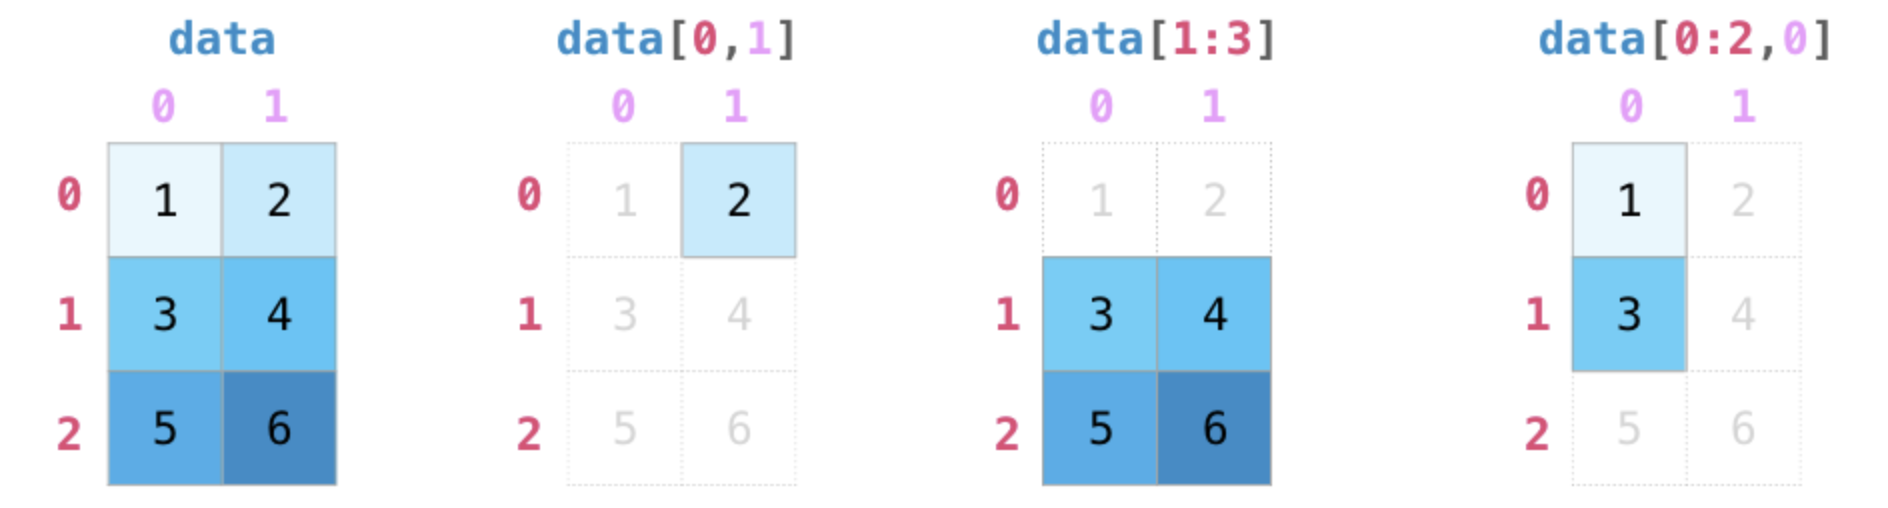 data data[0,1] data[1:3] data[0:2,0]
0 1 0 1 0 1 0 1
0 1 2 0 1 2 0 1 2 0 1 2
1 3 4 1 3 4 1 3 4 1 3 4
2 5 6 2 5 6 2 5 6 2 5 6